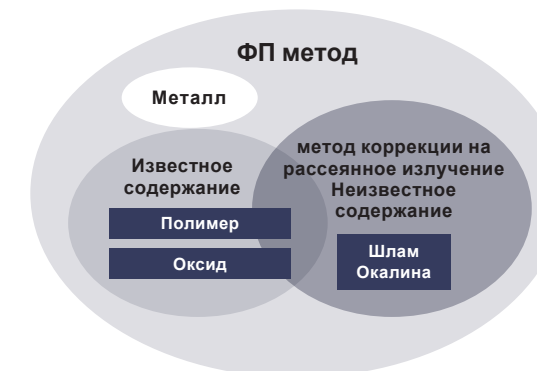 ФП метод
Металл
Известное
содержание
Полимер
Оксид
метод коррекции на
рассеянное излучение
Неизвестное
содержание
Шлам
Окалина